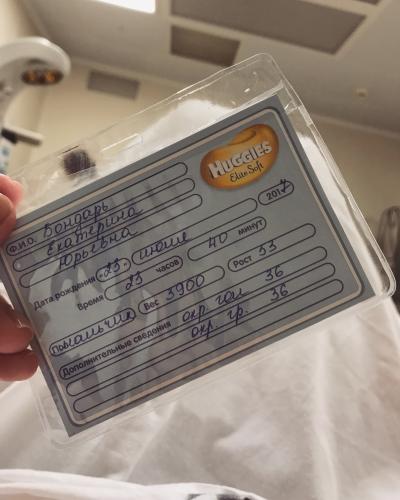 HUGGIES
Elite Soft
Ф.И.О. Бондарь
Екатерина
Юрьевна
Дата рождения «23» июня 2017
Время 23 часов 40 минут
мальчик Вес 3900 Рост 53
Дополнительные сведения окр. гол. 36
окр. гр. 36